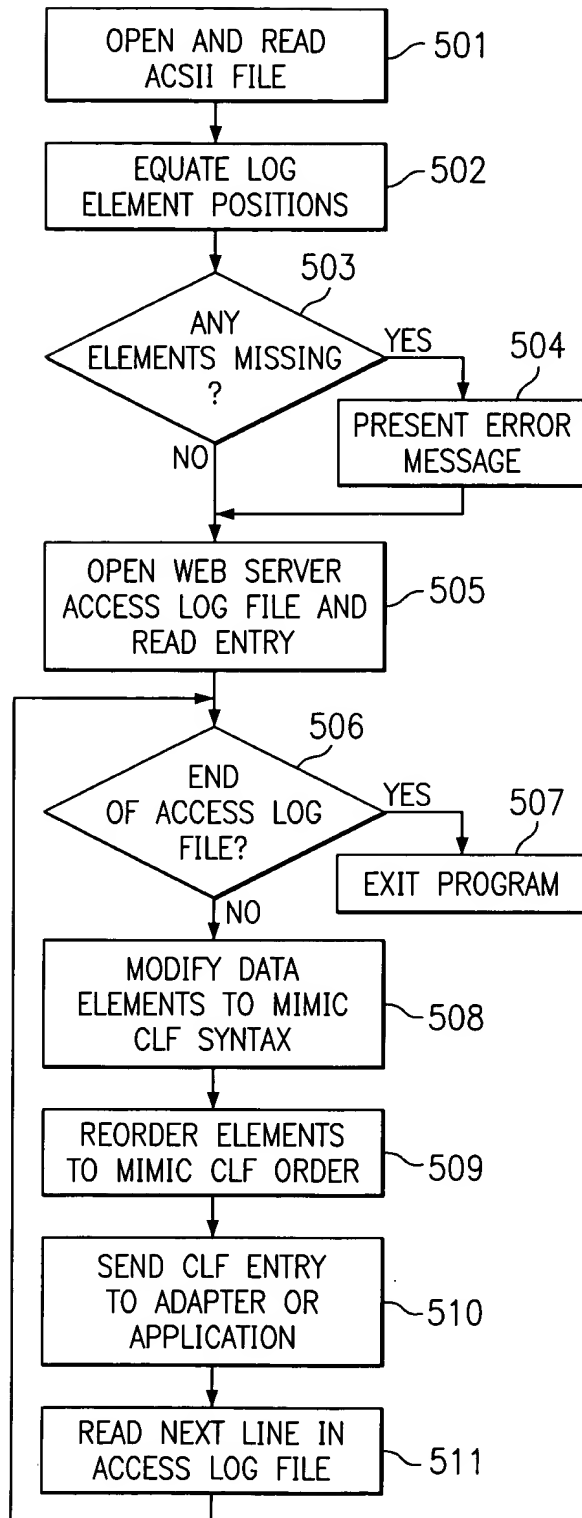 OPEN AND READ
ACSII FILE
501
EQUATE LOG
ELEMENT POSITIONS
502
503
ANY
ELEMENTS MISSING
?
YES
NO
504
PRESENT ERROR
MESSAGE
OPEN WEB SERVER
ACCESS LOG FILE AND
READ ENTRY
505
506
END
OF ACCESS LOG
FILE?
YES
NO
507
EXIT PROGRAM
MODIFY DATA
ELEMENTS TO MIMIC
CLF SYNTAX
508
REORDER ELEMENTS
TO MIMIC CLF ORDER
509
SEND CLF ENTRY
TO ADAPTER OR
APPLICATION
510
READ NEXT LINE IN
ACCESS LOG FILE
511